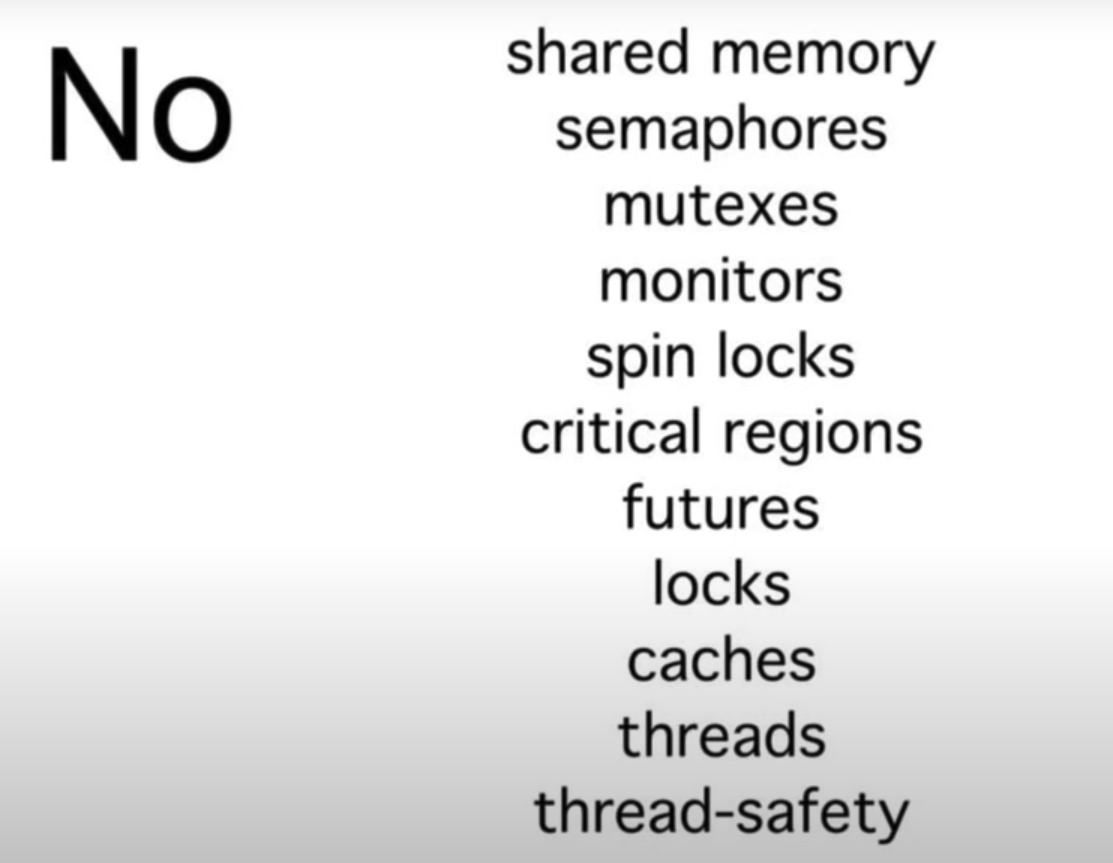 No
shared memory
semaphores
mutexes
monitors
spin locks
critical regions
futures
locks
caches
threads
thread-safety